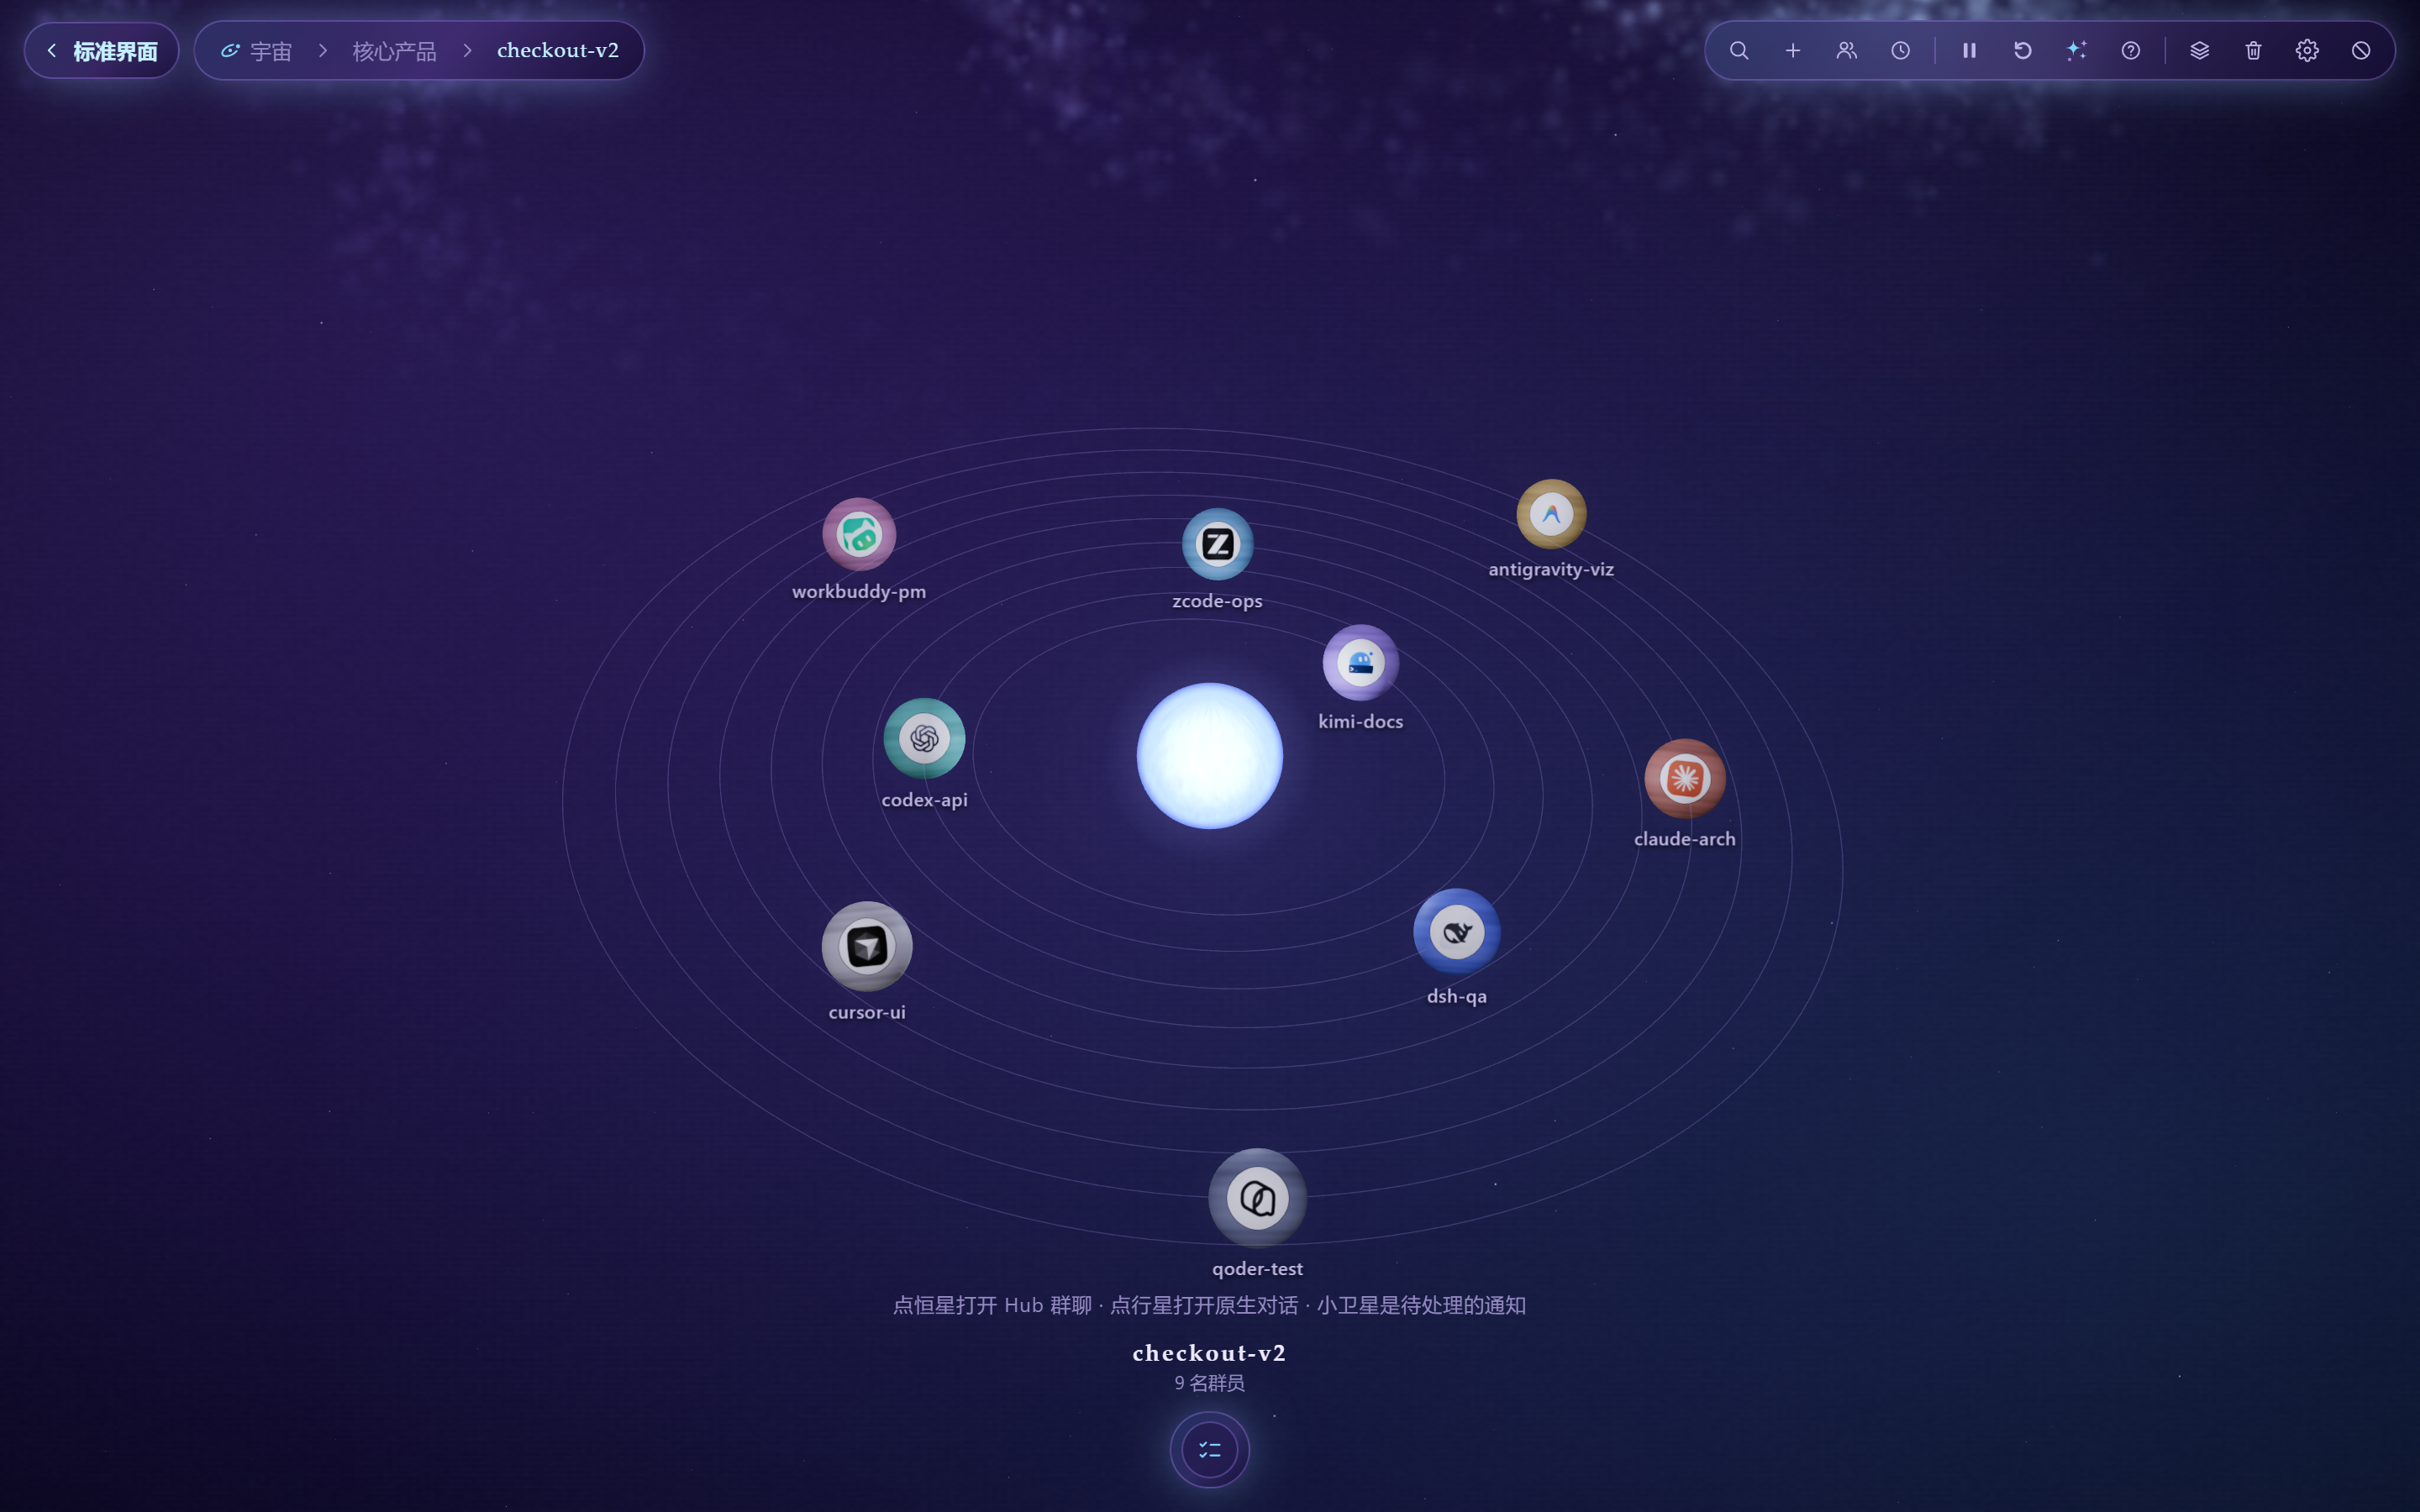 标准界面
宇宙 核心产品 checkout-v2
workbuddy-pm
zcode-ops
antigravity-viz
kimi-docs
codex-api
claude-arch
cursor-ui
dsh-qa
qoder-test
点恒星打开 Hub 群聊 · 点行星打开原生对话 · 小卫星是待处理的通知
checkout-v2
9 名群员